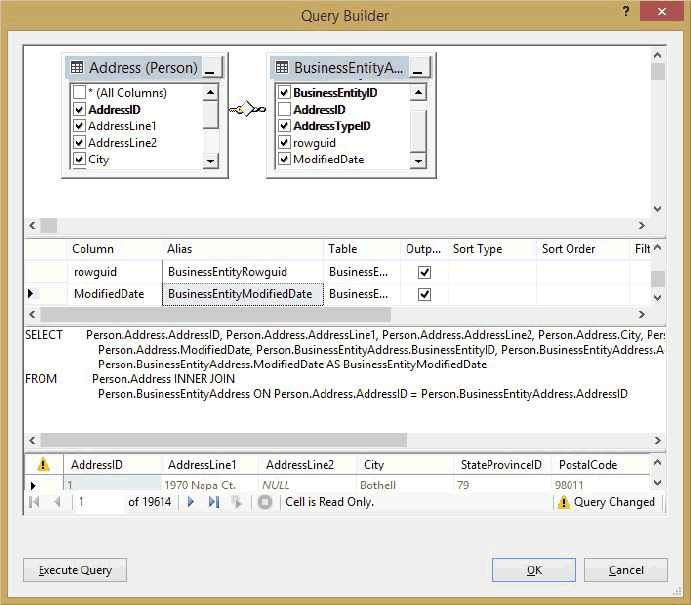 Query Builder
?
Address (Person)
* (All Columns)
AddressID
AddressLine1
AddressLine2
City
BusinessEntityA...
BusinessEntityID
AddressID
AddressTypeID
rowguid
ModifiedDate
Column Alias Table Outp... Sort Type Sort Order Filt
rowguid BusinessEntityRowguid BusinessE...
ModifiedDate BusinessEntityModifiedDate BusinessE...
SELECT Person.Address.AddressID, Person.Address.AddressLine1, Person.Address.AddressLine2, Person.Address.City, Pers
Person.Address.ModifiedDate, Person.BusinessEntityAddress.BusinessEntityID, Person.BusinessEntityAddress.A
Person.BusinessEntityAddress.ModifiedDate AS BusinessEntityModifiedDate
FROM Person.Address INNER JOIN
Person.BusinessEntityAddress ON Person.Address.AddressID = Person.BusinessEntityAddress.AddressID
AddressID AddressLine1 AddressLine2 City StateProvinceID PostalCode
1 1970 Napa Ct. NULL Bothell 79 98011
1 of 19614 Cell is Read Only. Query Changed
Execute Query OK Cancel